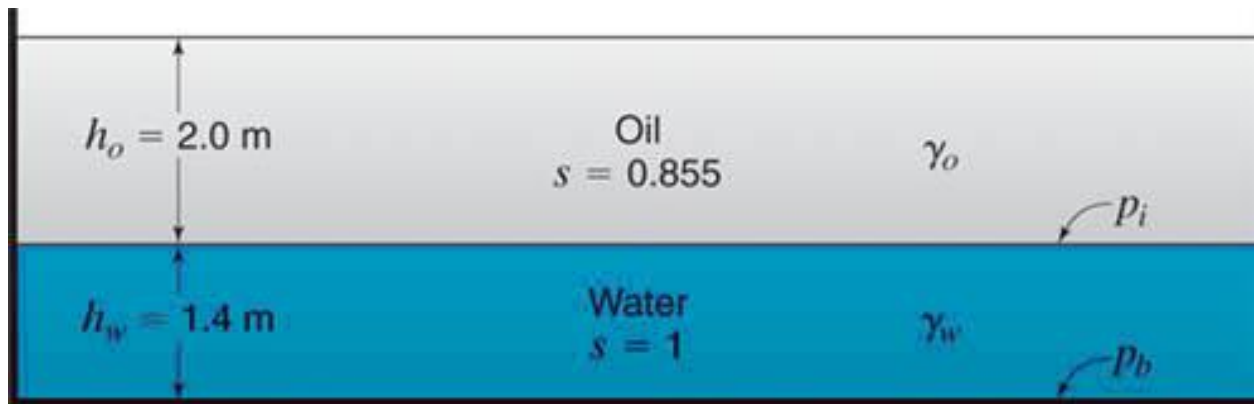 h_o = 2.0 m
Oil
s = 0.855
γ_o
p_i
h_w = 1.4 m
Water
s = 1
γ_w
p_b